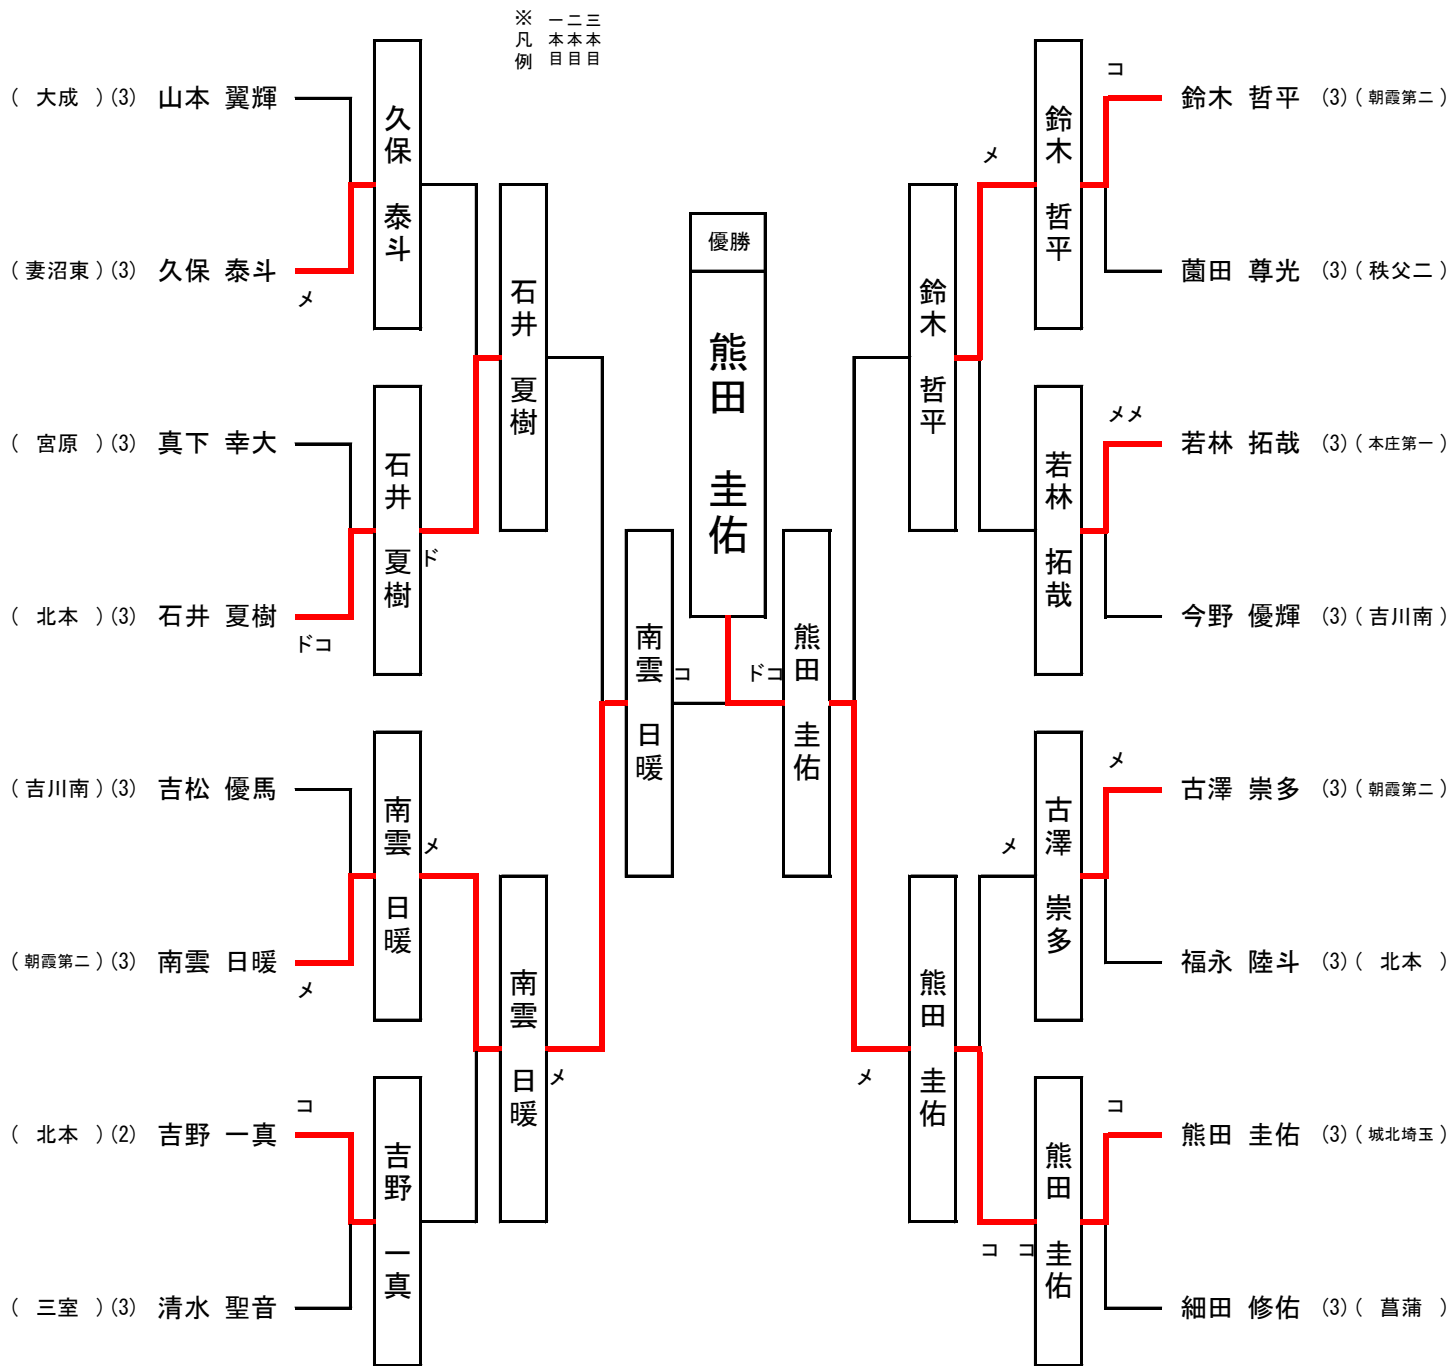 ※凡例
一本目
二本目
三本目
( 大成 ) (3) 山本 翼輝
( 妻沼東 ) (3) 久保 泰斗
メ
( 宮原 ) (3) 真下 幸大
( 北本 ) (3) 石井 夏樹
ドコ
( 吉川南 ) (3) 吉松 優馬
( 朝霞第二 ) (3) 南雲 日暖
メ
コ
( 北本 ) (2) 吉野 一真
( 三室 ) (3) 清水 聖音
久保 泰斗
石井 夏樹
ド
南雲 日暖
メ
吉野 一真
石井 夏樹
南雲 日暖
メ
南雲 日暖
コ
優勝
熊田 圭佑
ドコ
熊田 圭佑
鈴木 哲平
熊田 圭佑
メ
メ
鈴木 哲平
若林 拓哉
メ
古澤 崇多
コ コ
熊田 圭佑
コ
鈴木 哲平 (3) ( 朝霞第二 )
薗田 尊光 (3) ( 秩父二 )
メメ
若林 拓哉 (3) ( 本庄第一 )
今野 優輝 (3) ( 吉川南 )
メ
古澤 崇多 (3) ( 朝霞第二 )
福永 陸斗 (3) ( 北本 )
コ
熊田 圭佑 (3) ( 城北埼玉 )
細田 修佑 (3) ( 菖蒲 )